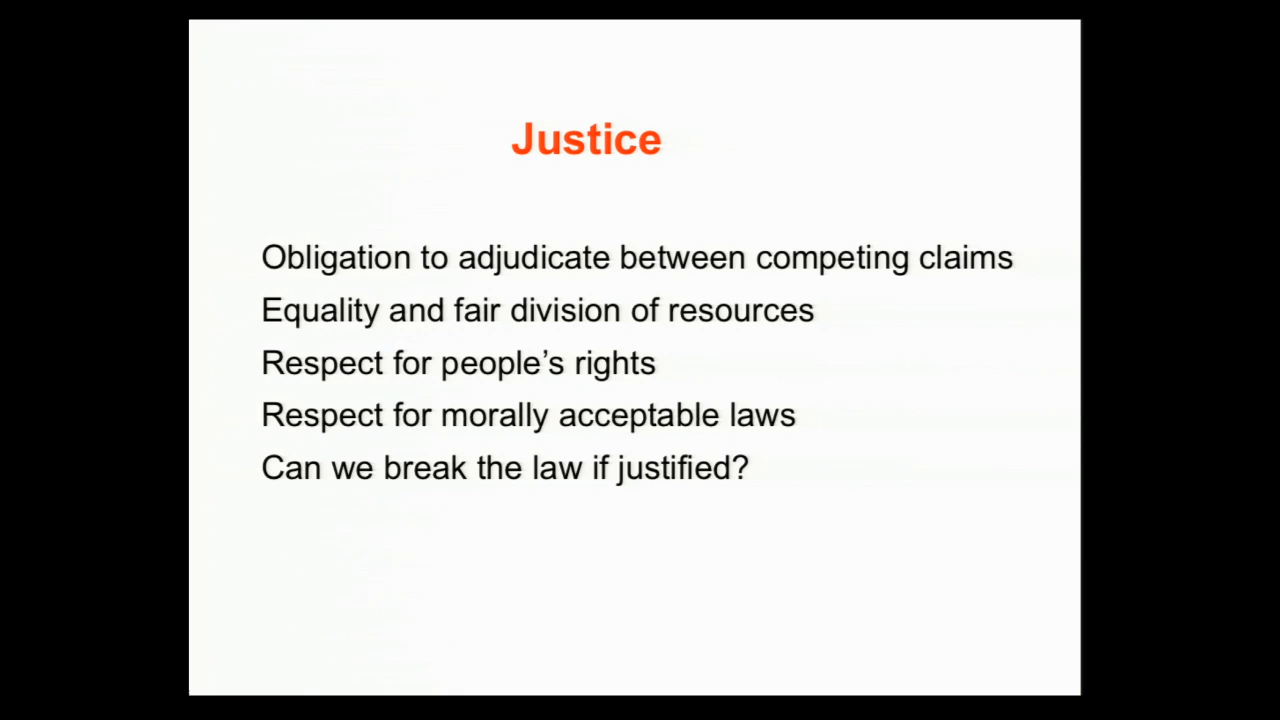 Justice
Obligation to adjudicate between competing claims
Equality and fair division of resources
Respect for people’s rights
Respect for morally acceptable laws
Can we break the law if justified?